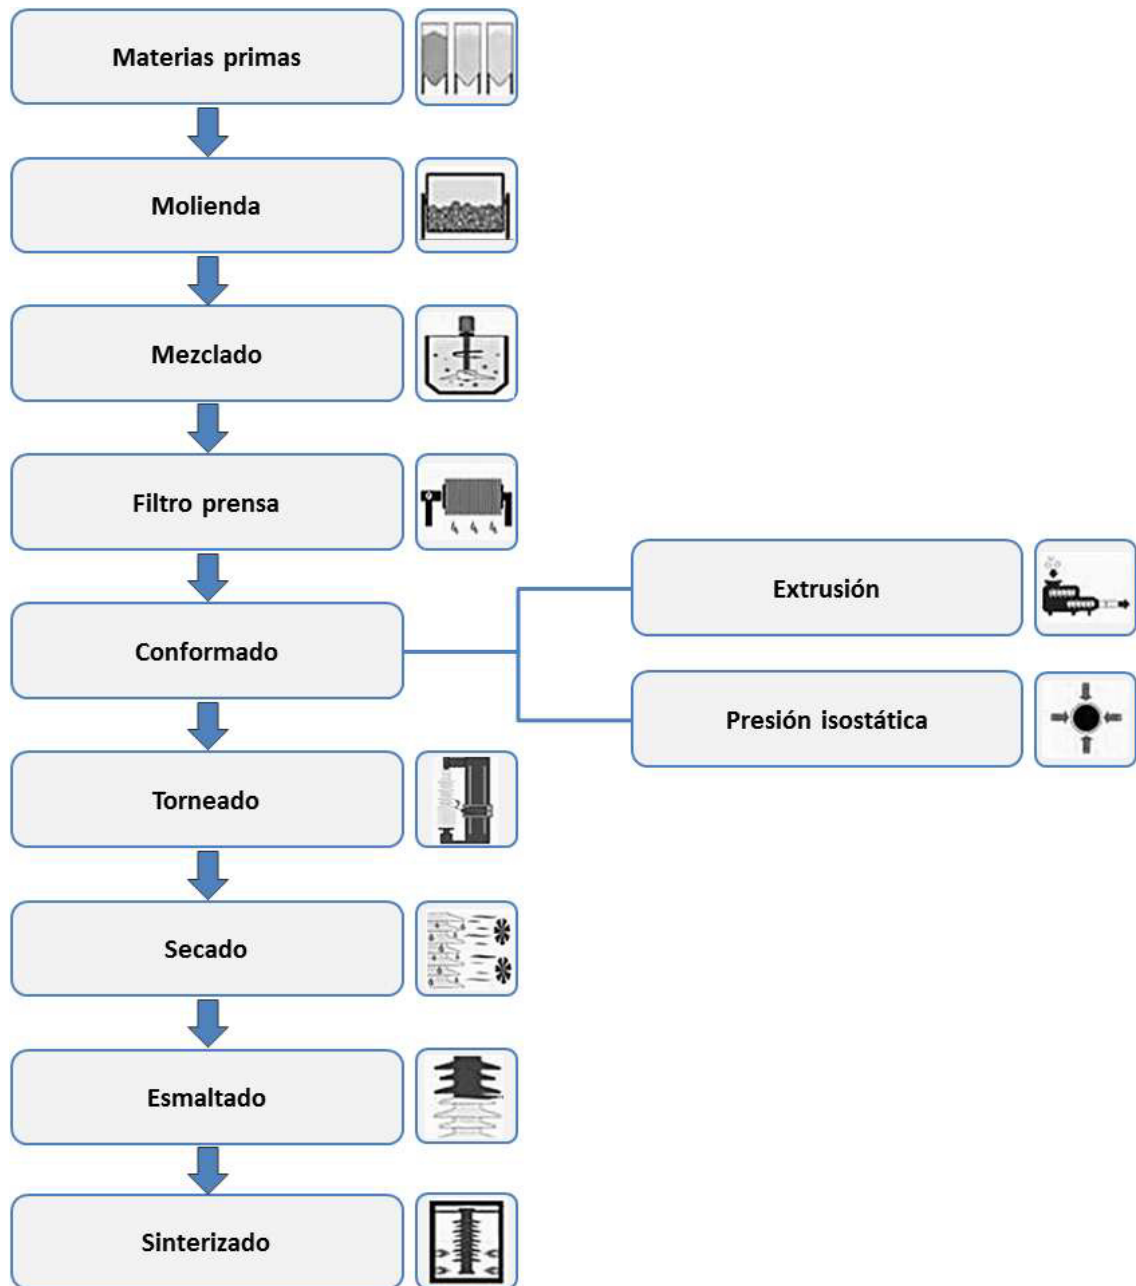 Materias primas
Molienda
Mezclado
Filtro prensa
Conformado
Extrusión
Presión isostática
Torneado
Secado
Esmaltado
Sinterizado